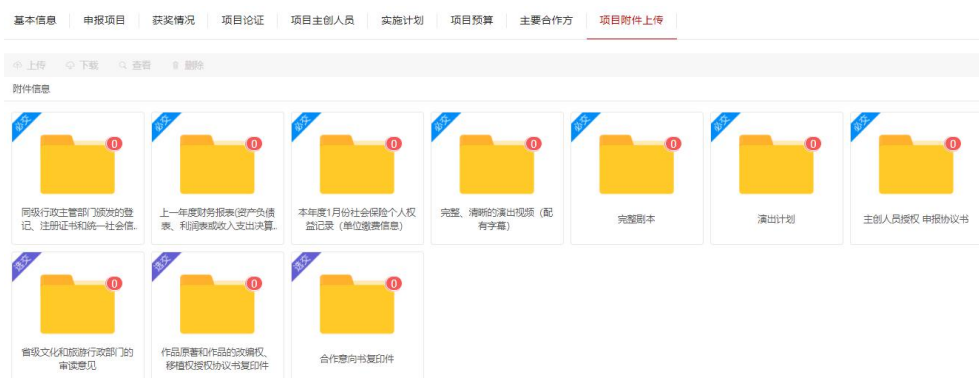 基本信息 申报项目 获奖情况 项目论证 项目主创人员 实施计划 项目预算 主要合作方 项目附件上传
上传 下载 查看 删除
附件信息
必交 必交 必交 必交 必交 必交 必交
0 0 0 0 0 0 0
同级行政主管部门颁发的登 上一年度财务报表(资产负债 本年度1月份社会保险个人权 完整、清晰的演出视频（配 完整剧本 演出计划 主创人员授权 申报协议书
记、注册证书和统一社会信.. 表、利润表或收入支出决算.. 益记录（单位缴费信息） 有字幕）
选交 选交 选交
0 0 0
省级文化和旅游行政部门的 作品原著和作品的改编权、 合作意向书复印件
审读意见 移植权授权协议书复印件